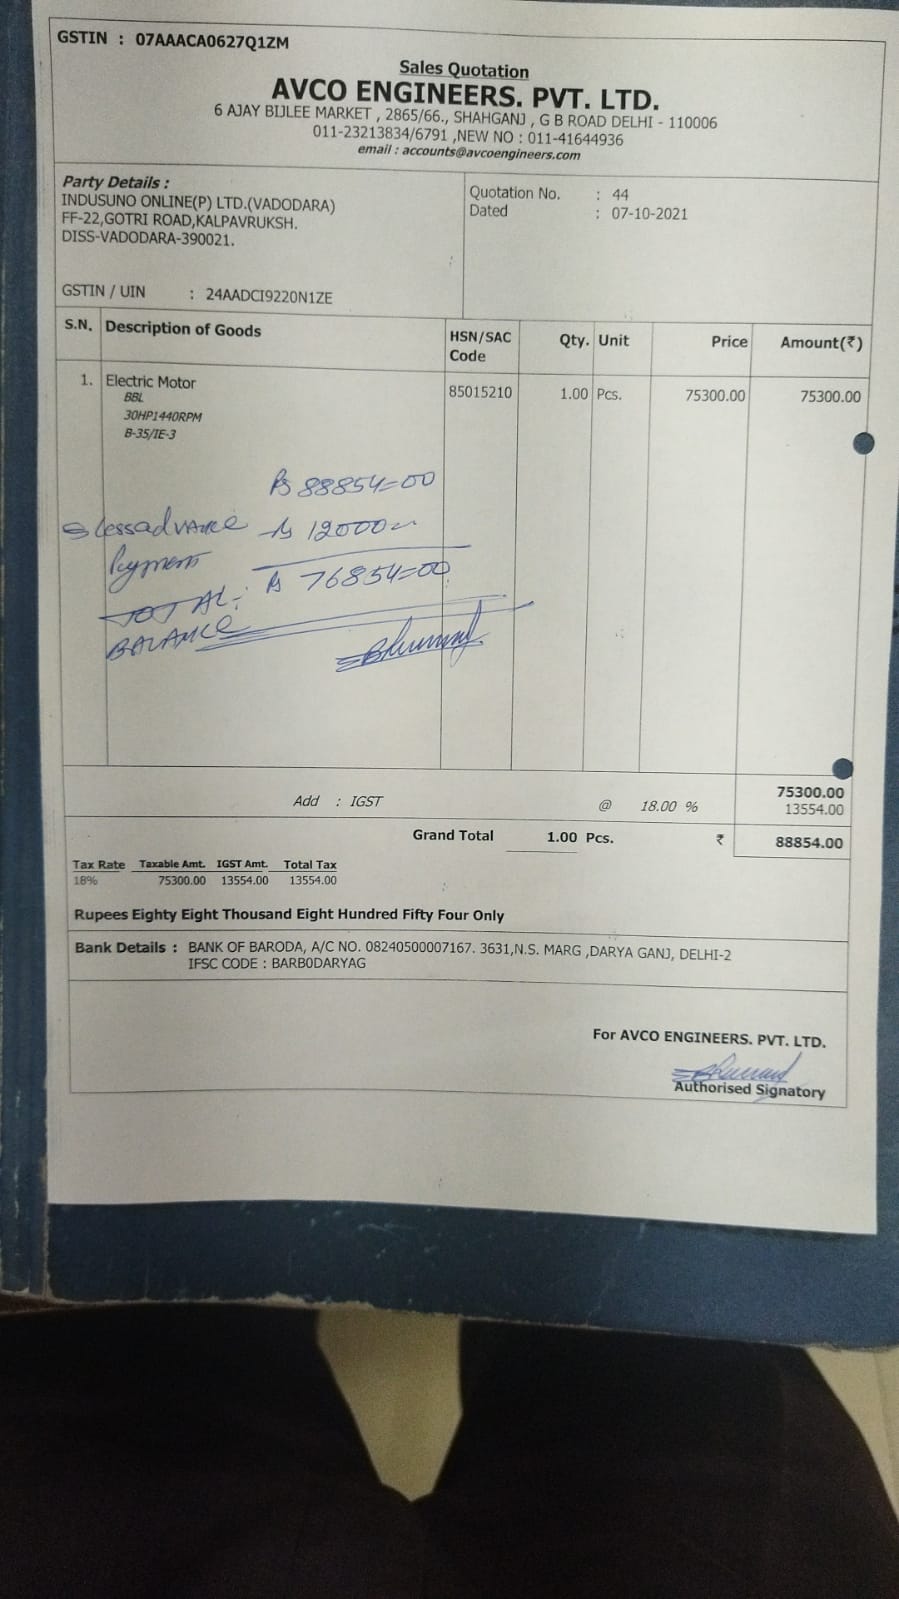 GSTIN : 07AAACA0627Q1ZM
Sales Quotation
AVCO ENGINEERS. PVT. LTD.
6 AJAY BIJLEE MARKET , 2865/66., SHAHGANJ , G B ROAD DELHI - 110006
011-23213834/6791 ,NEW NO : 011-41644936
email : accounts@avcoengineers.com
Party Details :
INDUSUNO ONLINE(P) LTD.(VADODARA)
FF-22,GOTRI ROAD,KALPAVRUKSH.
DISS-VADODARA-390021.
GSTIN / UIN : 24AADCI9220N1ZE
Quotation No. : 44
Dated : 07-10-2021
S.N. Description of Goods HSN/SAC Code Qty. Unit Price Amount(₹)
1. Electric Motor 85015210 1.00 Pcs. 75300.00 75300.00
BBL
30HP1440RPM
B-35/IE-3
Rs 88854=00
Less advance Rs 12000
Payment
TOTAL: Rs 76854=00
BALANCE
75300.00
Add : IGST @ 18.00 % 13554.00
Grand Total 1.00 Pcs. ₹ 88854.00
Tax Rate Taxable Amt. IGST Amt. Total Tax
18% 75300.00 13554.00 13554.00
Rupees Eighty Eight Thousand Eight Hundred Fifty Four Only
Bank Details : BANK OF BARODA, A/C NO. 08240500007167. 3631,N.S. MARG ,DARYA GANJ, DELHI-2
IFSC CODE : BARB0DARYAG
For AVCO ENGINEERS. PVT. LTD.
Authorised Signatory